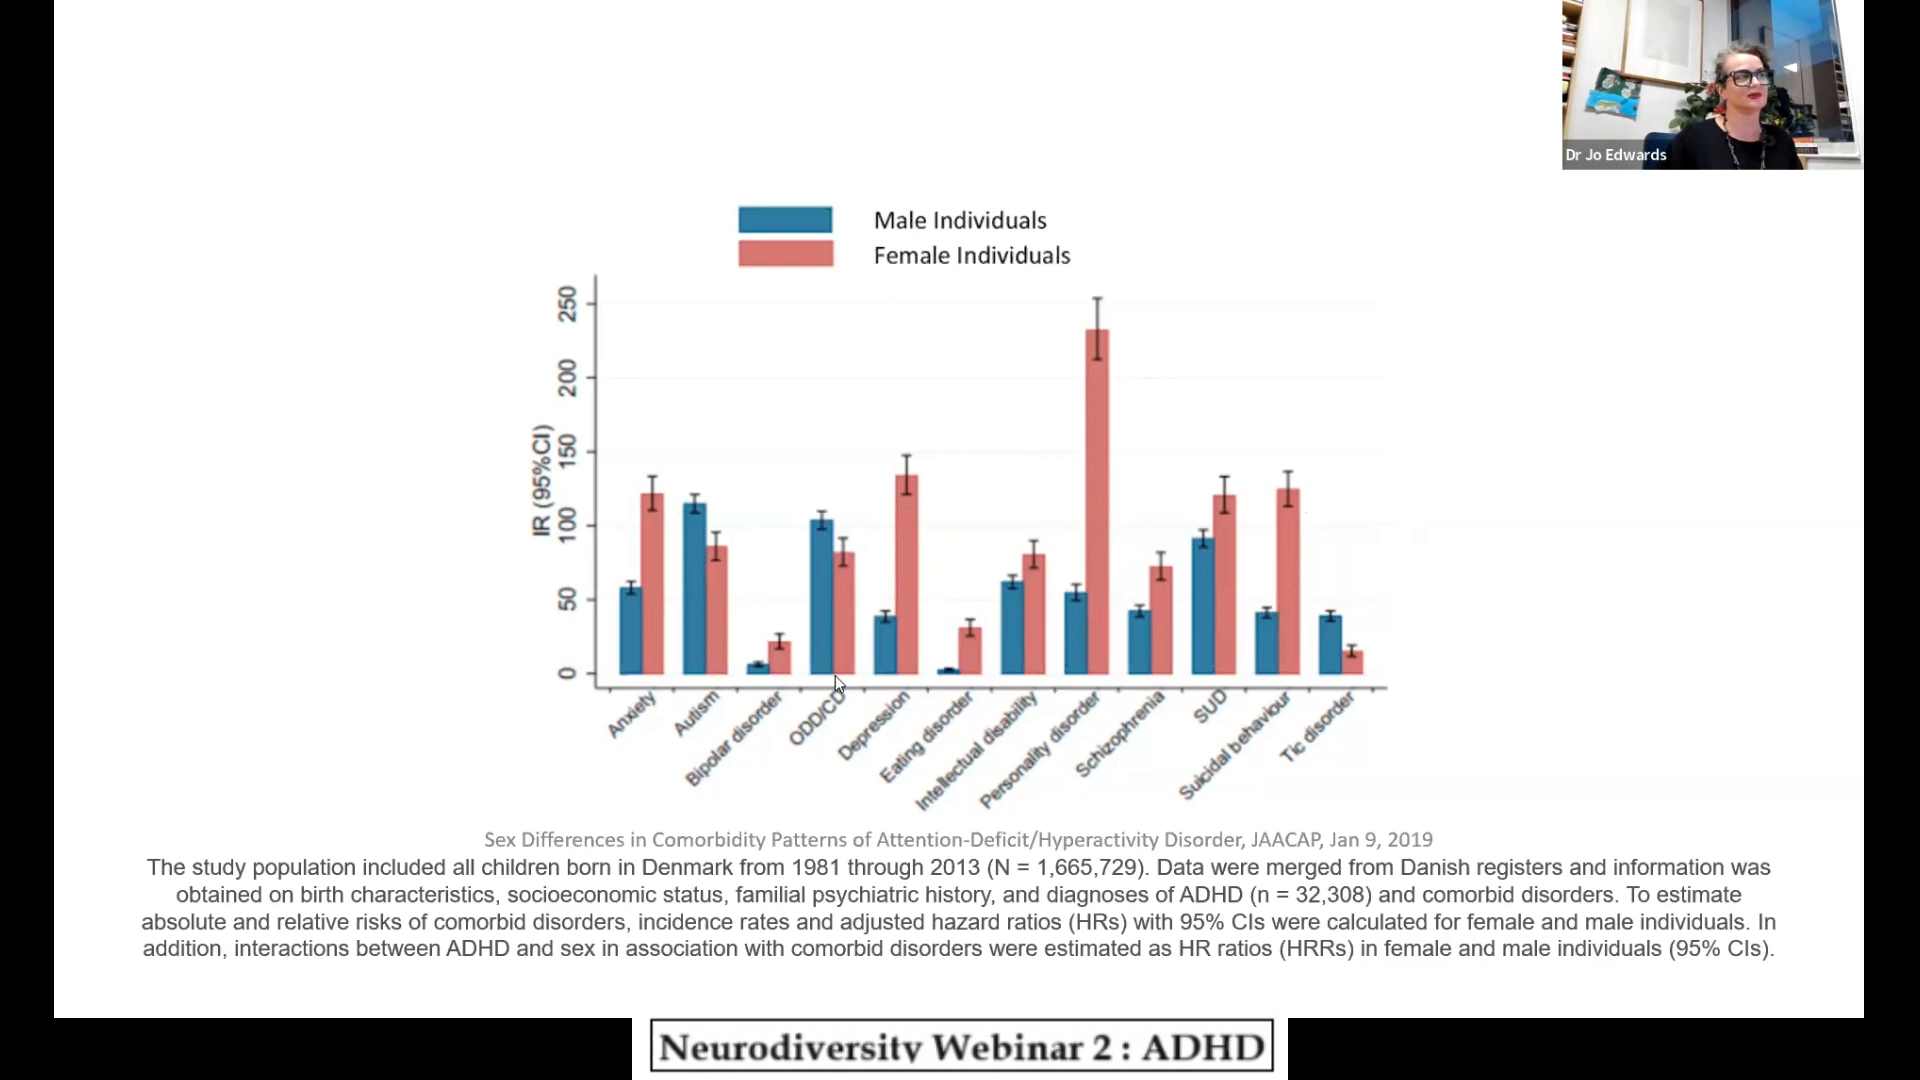 Dr Jo Edwards
Male Individuals
Female Individuals
IR (95%CI)
250
200
150
100
50
0
Anxiety
Autism
Bipolar disorder
ODD/CD
Depression
Eating disorder
Intellectual disability
Personality disorder
Schizophrenia
SUD
Suicidal behaviour
Tic disorder
Sex Differences in Comorbidity Patterns of Attention-Deficit/Hyperactivity Disorder, JAACAP, Jan 9, 2019
The study population included all children born in Denmark from 1981 through 2013 (N = 1,665,729). Data were merged from Danish registers and information was
obtained on birth characteristics, socioeconomic status, familial psychiatric history, and diagnoses of ADHD (n = 32,308) and comorbid disorders. To estimate
absolute and relative risks of comorbid disorders, incidence rates and adjusted hazard ratios (HRs) with 95% CIs were calculated for female and male individuals. In
addition, interactions between ADHD and sex in association with comorbid disorders were estimated as HR ratios (HRRs) in female and male individuals (95% CIs).
Neurodiversity Webinar 2 : ADHD